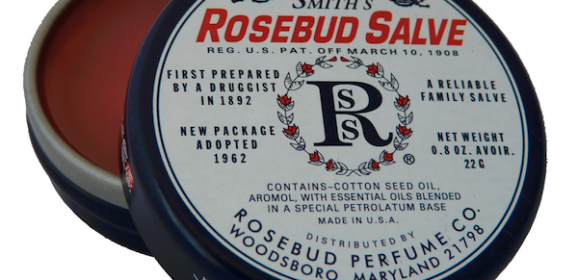 SMITH'S
ROSEBUD SALVE
REG. U.S. PAT. OFF MARCH 10, 1908
FIRST PREPARED
BY A DRUGGIST
IN 1892
NEW PACKAGE
ADOPTED
1962
S
R
S
®
A RELIABLE
FAMILY SALVE
NET WEIGHT
0.8 OZ. AVOIR.
22G
CONTAINS-COTTON SEED OIL,
AROMOL, WITH ESSENTIAL OILS BLENDED
IN A SPECIAL PETROLATUM BASE
MADE IN U.S.A.
DISTRIBUTED BY
ROSEBUD PERFUME CO.
WOODSBORO, MARYLAND 21798